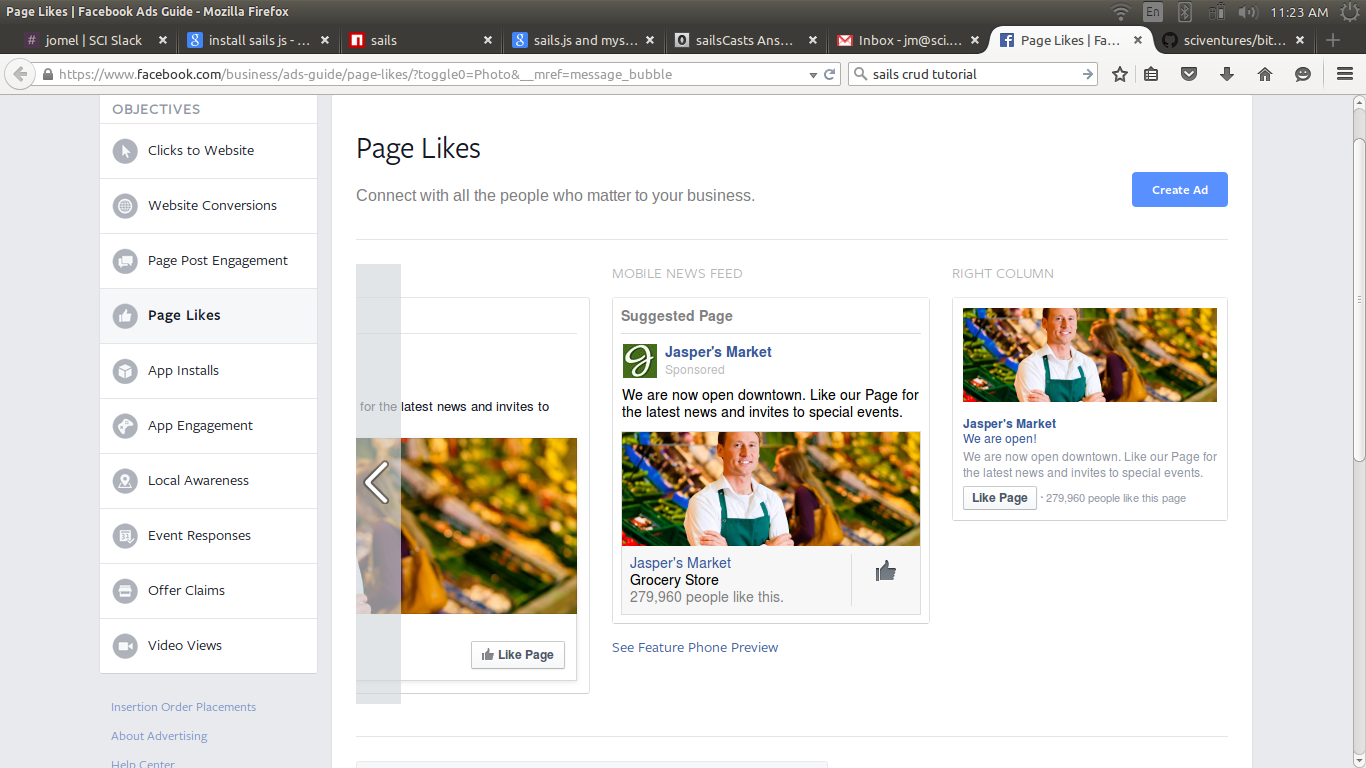 Page Likes | Facebook Ads Guide - Mozilla Firefox
En
11:23 AM
# jomel | SCI Slack
install sails js - ...
sails
sails.js and mys...
sailsCasts Ans...
Inbox - jm@sci....
Page Likes | Fa...
sciventures/bit...
https://www.facebook.com/business/ads-guide/page-likes/?toggle0=Photo&__mref=message_bubble
sails crud tutorial
OBJECTIVES
Clicks to Website
Website Conversions
Page Post Engagement
Page Likes
App Installs
App Engagement
Local Awareness
Event Responses
Offer Claims
Video Views
Insertion Order Placements
About Advertising
Help Center
Page Likes
Connect with all the people who matter to your business.
Create Ad
for the latest news and invites to
Like Page
MOBILE NEWS FEED
Suggested Page
Jasper's Market
Sponsored
We are now open downtown. Like our Page for
the latest news and invites to special events.
Jasper's Market
Grocery Store
279,960 people like this.
See Feature Phone Preview
RIGHT COLUMN
Jasper's Market
We are open!
We are now open downtown. Like our Page for
the latest news and invites to special events.
Like Page · 279,960 people like this page